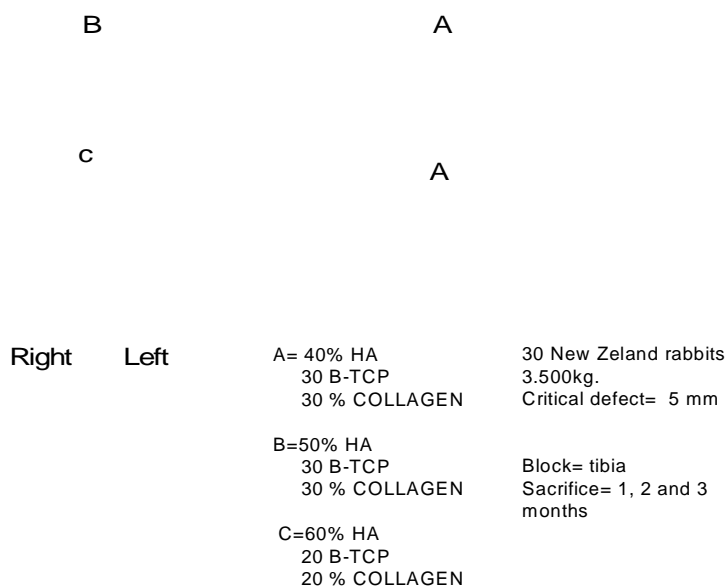 B
A
c
A
Right Left
A= 40% HA
30 B-TCP
30 % COLLAGEN
B=50% HA
30 B-TCP
30 % COLLAGEN
C=60% HA
20 B-TCP
20 % COLLAGEN
30 New Zeland rabbits
3.500kg.
Critical defect= 5 mm
Block= tibia
Sacrifice= 1, 2 and 3
months